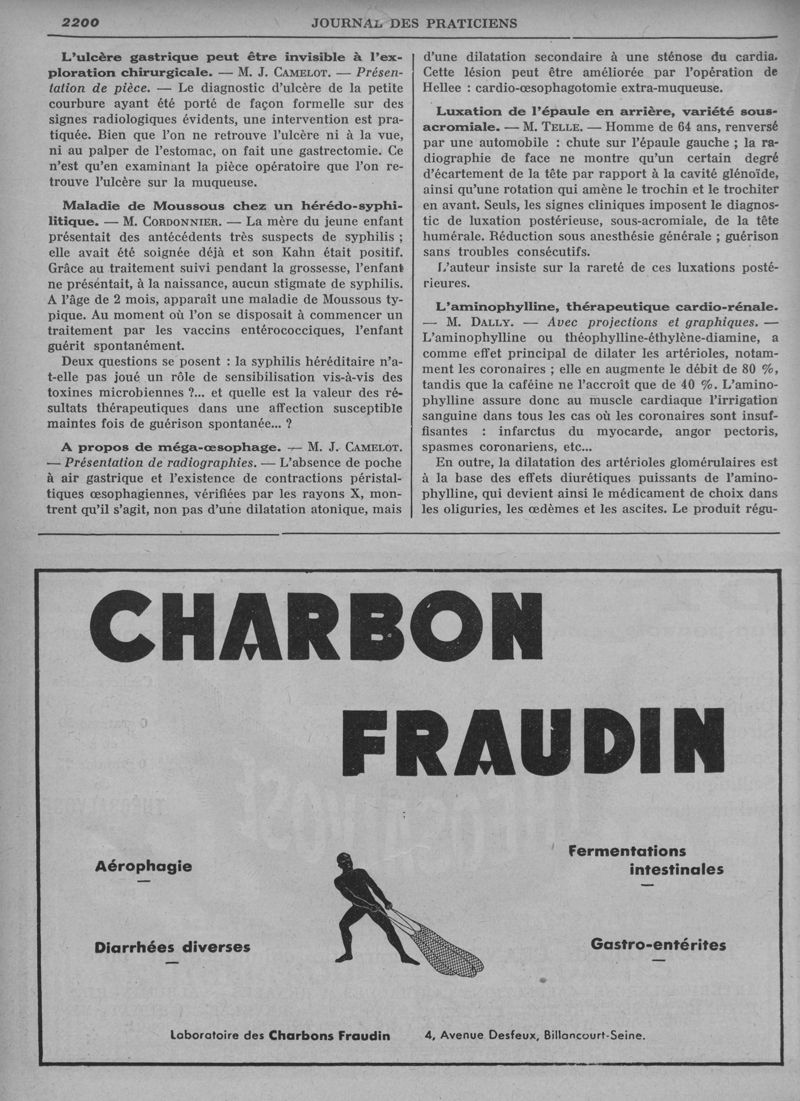 2200
JOURNAL DES PRATICIENS
L'ulcère gastrique peut être invisible à l'ex-
ploration chirurgicale. — M. J. CAMELOT. — Présen-
tation de pièce. — Le diagnostic d'ulcère de la petite
courbure ayant été porté de façon formelle sur des
signes radiologiques évidents, une intervention est pra-
tiquée. Bien que l'on ne retrouve l'ulcère ni à la vue,
ni au palper de l'estomac, on fait une gastrectomie. Ce
n'est qu'en examinant la pièce opératoire que l'on re-
trouve l'ulcère sur la muqueuse.
Maladie de Moussous chez un hérédo-syphi-
litique. — M. CORDONNIER. — La mère du jeune enfant
présentait des antécédents très suspects de syphilis ;
elle avait été soignée déjà et son Kahn était positif.
Grâce au traitement suivi pendant la grossesse, l'enfant
ne préséntait, à la naissance, aucun stigmate de syphilis.
A l'âge de 2 mois, apparaît une maladie de Moussous ty-
pique. Au moment où l'on se disposait à commencer un
traitement par les vaccins entérococciques, l'enfant
guérit spontanément.
Deux questions se posent : la syphilis héréditaire n'a-
t-elle pas joué un rôle de sensibilisation vis-à-vis des
toxines microbiennes ?... et quelle est la valeur des ré-
sultats thérapeutiques dans une affection susceptible
maintes fois de guérison spontanée... ?
A propos de méga-œsophage. — M. J. CAMELOT.
— Présentation de radiographies. — L'absence de poche
à air gastrique et l'existence de contractions péristal-
tiques œsophagiennes, vérifiées par les rayons X, mon-
trent qu'il s'agit, non pas d'une dilatation atonique, mais
d'une dilatation secondaire à une sténose du cardia.
Cette lésion peut être améliorée par l'opération de
Hellee : cardio-œsophagotomie extra-muqueuse.
Luxation de l'épaule en arrière, variété sous-
acromiale. — M. TELLE. — Homme de 64 ans, renversé
par une automobile : chute sur l'épaule gauche ; la ra-
diographie de face ne montre qu'un certain degré
d'écartement de la tête par rapport à la cavité glénoïde,
ainsi qu'une rotation qui amène le trochin et le trochiter
en avant. Seuls, les signes cliniques imposent le diagnos-
tic de luxation postérieuse, sous-acromiale, de la tête
humérale. Réduction sous anesthésie générale ; guérison
sans troubles consécutifs.
L'auteur insiste sur la rareté de ces luxations posté-
rieures.
L'aminophylline, thérapeutique cardio-rénale.
— M. DALLY. — Avec projections et graphiques. —
L'aminophylline ou théophylline-éthylène-diamine, a
comme effet principal de dilater les artérioles, notam-
ment les coronaires ; elle en augmente le débit de 80 %,
tandis que la caféine ne l'accroît que de 40 %. L'amino-
phylline assure donc au muscle cardiaque l'irrigation
sanguine dans tous les cas où les coronaires sont insuf-
fisantes : infarctus du myocarde, angor pectoris,
spasmes coronariens, etc...
En outre, la dilatation des artérioles glomérulaires est
à la base des effets diurétiques puissants de l'amino-
phylline, qui devient ainsi le médicament de choix dans
les oliguries, les œdèmes et les ascites. Le produit régu-
CHARBON
FRAUDIN
Aérophagie
Fermentations
intestinales
Diarrhées diverses
Gastro-entérites
Laboratoire des Charbons Fraudin 4, Avenue Desfeux, Billancourt-Seine.